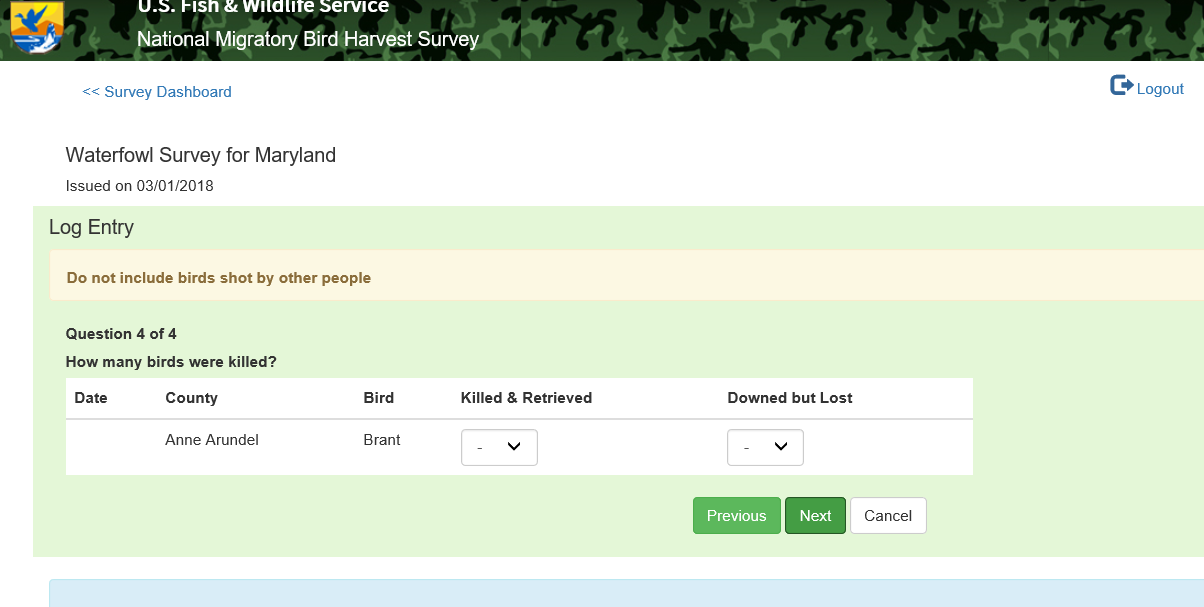 U.S. Fish & Wildlife Service
National Migratory Bird Harvest Survey
<< Survey Dashboard
Logout
Waterfowl Survey for Maryland
Issued on 03/01/2018
Log Entry
Do not include birds shot by other people
Question 4 of 4
How many birds were killed?
Date County Bird Killed & Retrieved Downed but Lost
Anne Arundel Brant - -
Previous Next Cancel